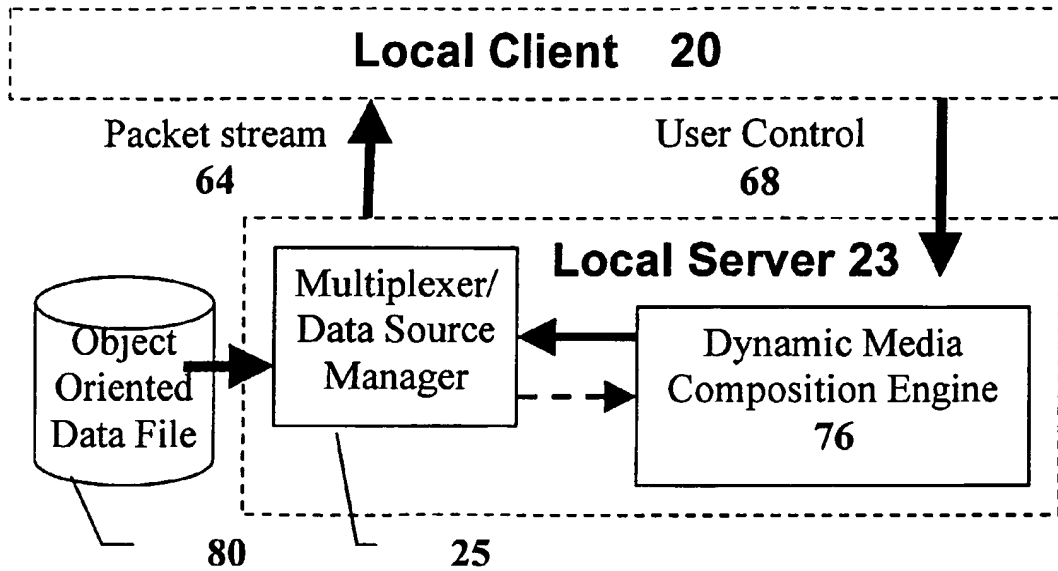 Local Client 20
Packet stream
64
User Control
68
Local Server 23
Multiplexer/
Data Source
Manager
Object
Oriented
Data File
Dynamic Media
Composition Engine
76
80
25